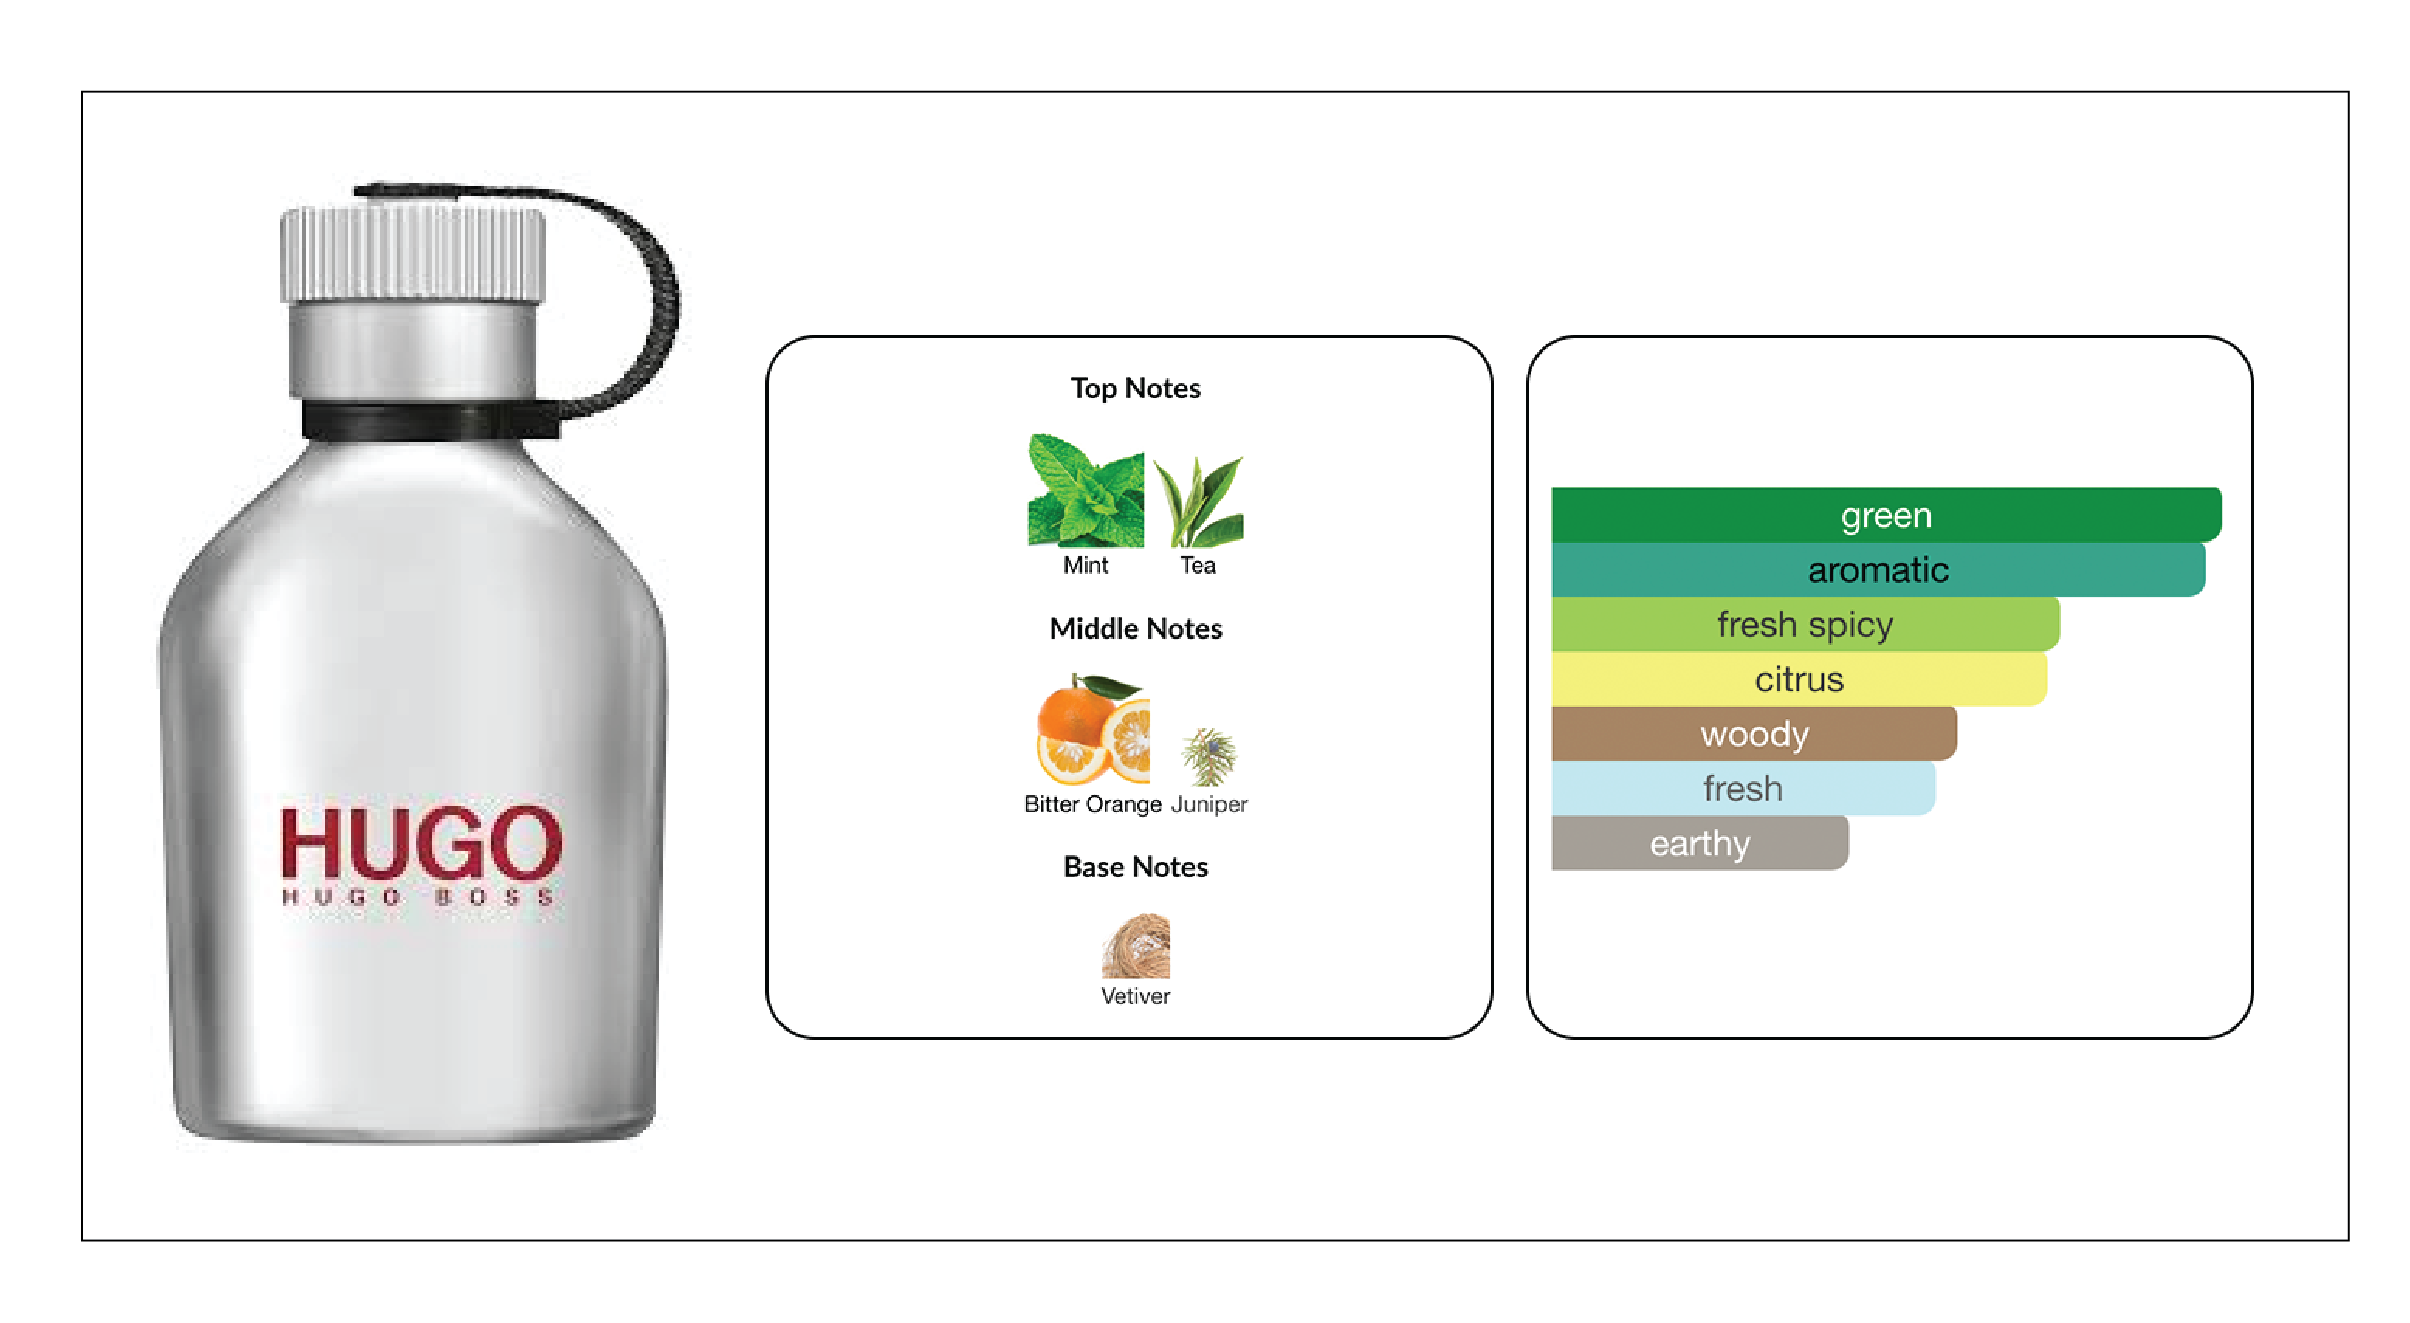 HUGO
HUGO BOSS
Top Notes
Mint Tea
Middle Notes
Bitter Orange Juniper
Base Notes
Vetiver
green
aromatic
fresh spicy
citrus
woody
fresh
earthy